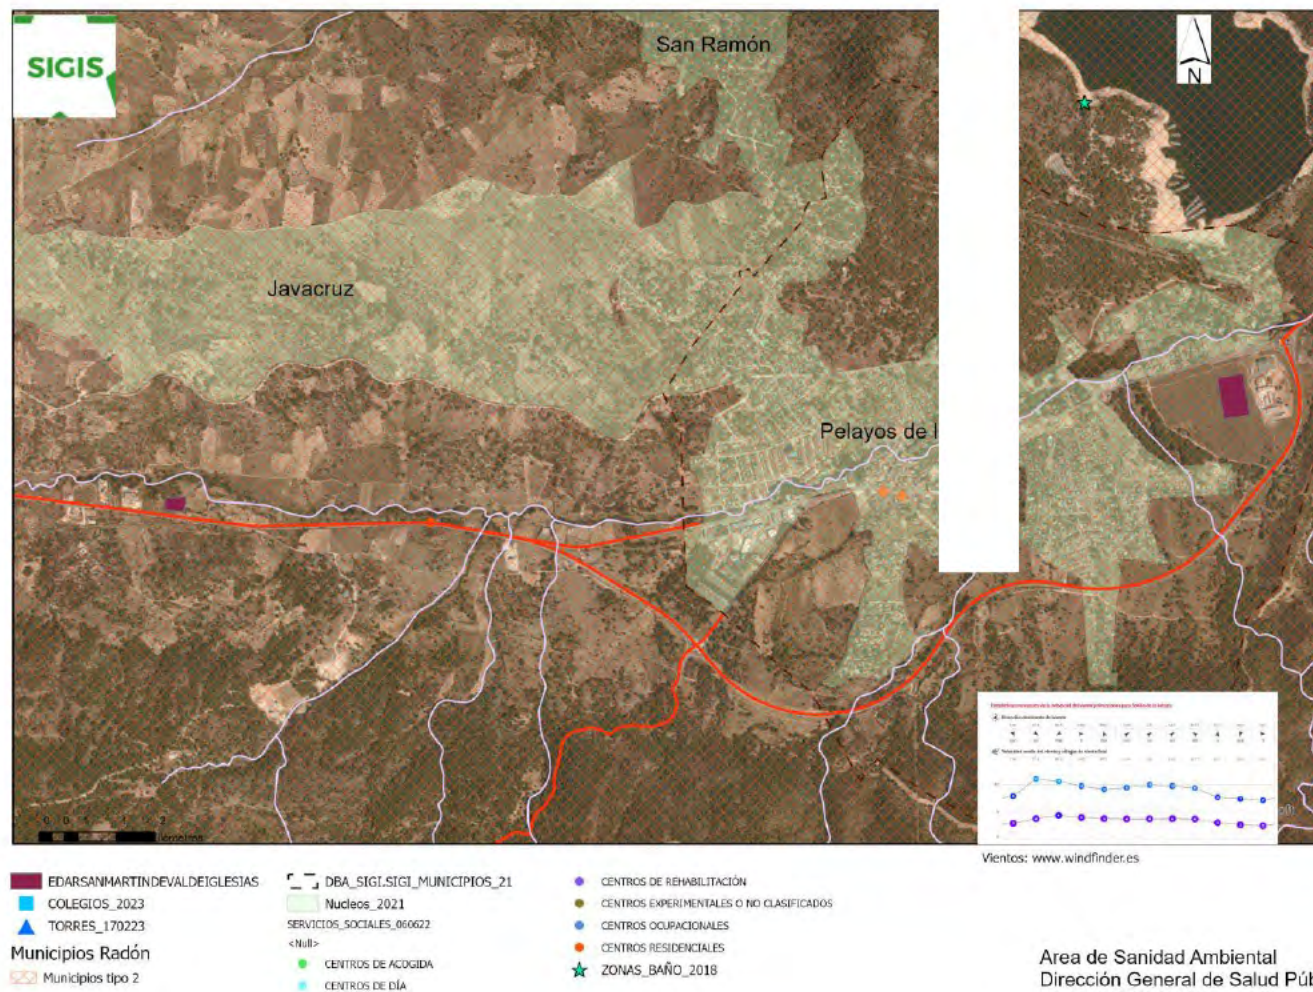 SIGIS
San Ramón
N
Javacruz
Pelayos de l
Vientos: www.windfinder.es
EDARSANMARTINDEVALDEIGLESIAS
COLEGIOS_2023
TORRES_170223
Municipios Radón
Municipios tipo 2
DBA_SIGI.SIGI_MUNICIPIOS_21
Nucleos_2021
SERVICIOS_SOCIALES_060622
<Null>
CENTROS DE ACOGIDA
CENTROS DE DÍA
CENTROS DE REHABILITACIÓN
CENTROS EXPERIMENTALES O NO CLASIFICADOS
CENTROS OCUPACIONALES
CENTROS RESIDENCIALES
ZONAS_BAÑO_2018
Area de Sanidad Ambiental
Dirección General de Salud Púb